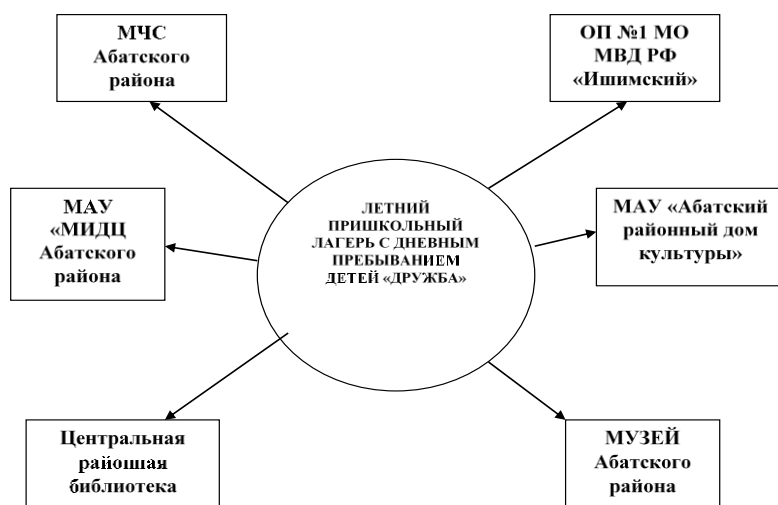 МЧС
Абатского
района
ОП №1 МО
МВД РФ
«Ишимский»
МАУ
«МИДЦ
Абатского
района
ЛЕТНИЙ
ПРИШКОЛЬНЫЙ
ЛАГЕРЬ С ДНЕВНЫМ
ПРЕБЫВАНИЕМ
ДЕТЕЙ «ДРУЖБА»
МАУ «Абатский
районный дом
культуры»
Центральная
районная
библиотека
МУЗЕЙ
Абатского
района